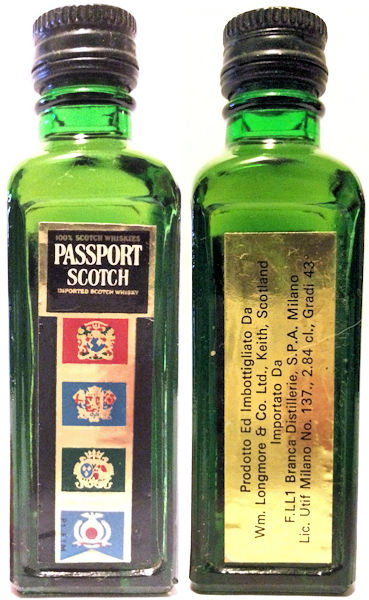 100% SCOTCH WHISKIES
PASSPORT
SCOTCH
IMPORTED SCOTCH WHISKY
Prodotto Ed Imbottigliato Da
Wm. Longmore & Co. Ltd., Keith, Scotland
Importato Da
F.LL1 Branca Distillerie, S.P.A. Milano
Lic. Utif Milano No. 137., 2.84 cl., Gradi 43